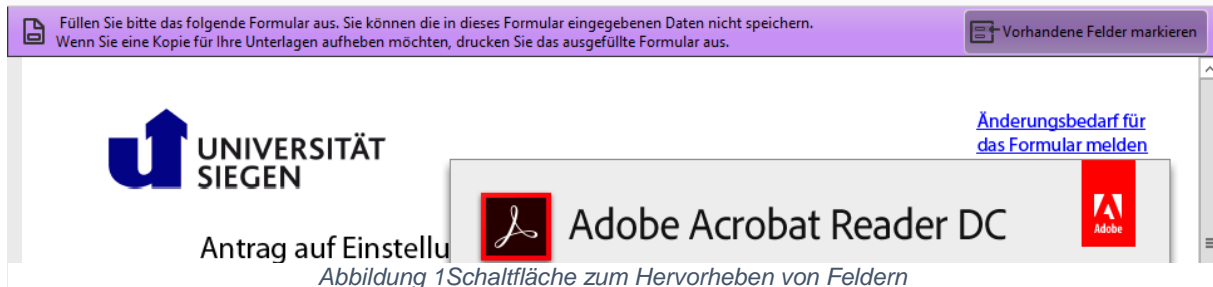 Füllen Sie bitte das folgende Formular aus. Sie können die in dieses Formular eingegebenen Daten nicht speichern.
Wenn Sie eine Kopie für Ihre Unterlagen aufheben möchten, drucken Sie das ausgefüllte Formular aus.
Vorhandene Felder markieren
Änderungsbedarf für
das Formular melden
UNIVERSITÄT
SIEGEN
Adobe Acrobat Reader DC
Adobe
Antrag auf Einstellu
Abbildung 1Schaltfläche zum Hervorheben von Feldern